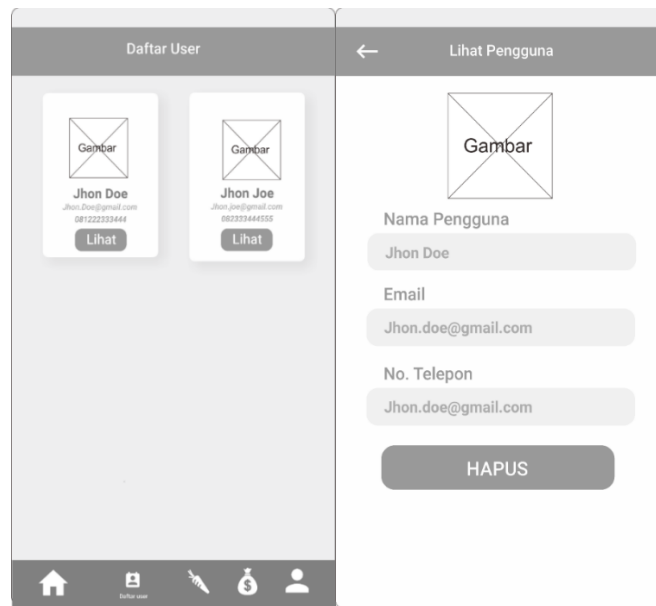 Daftar User
Gambar
Jhon Doe
Jhon.Doe@gmail.com
081222333444
Lihat
Gambar
Jhon Joe
Jhon.joe@gmail.com
082333444555
Lihat
$
Daftar user
Lihat Pengguna
Gambar
Nama Pengguna
Jhon Doe
Email
Jhon.doe@gmail.com
No. Telepon
Jhon.doe@gmail.com
HAPUS